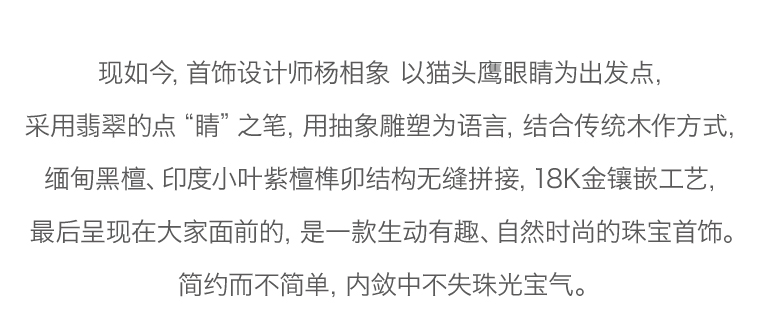 现如今, 首饰设计师杨相象 以猫头鹰眼睛为出发点,
采用翡翠的点 “睛” 之笔, 用抽象雕塑为语言, 结合传统木作方式,
缅甸黑檀、印度小叶紫檀榫卯结构无缝拼接, 18K金镶嵌工艺,
最后呈现在大家面前的, 是一款生动有趣、自然时尚的珠宝首饰。
简约而不简单, 内敛中不失珠光宝气。